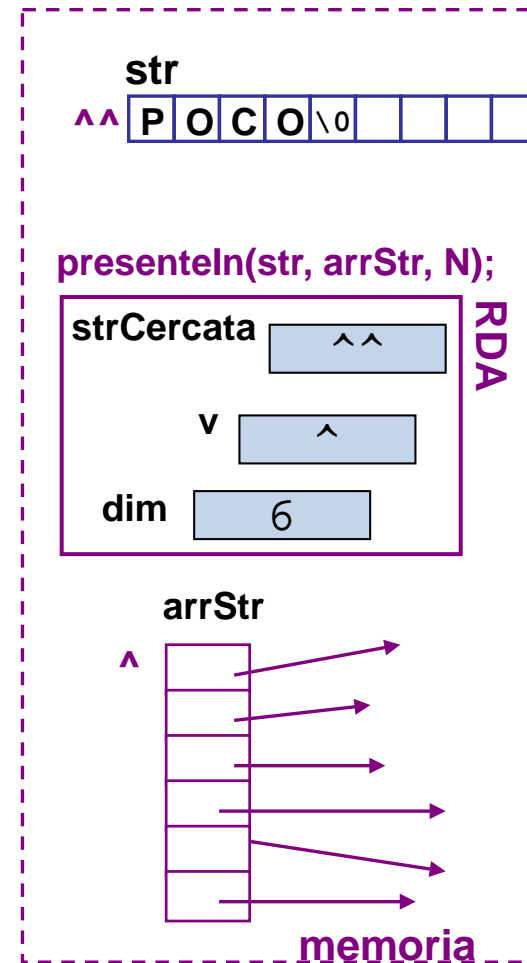 str
^^ P O C O \0
presenteIn(str, arrStr, N);
RDA
strCercata ^^
v ^
dim 6
arrStr
^
memoria